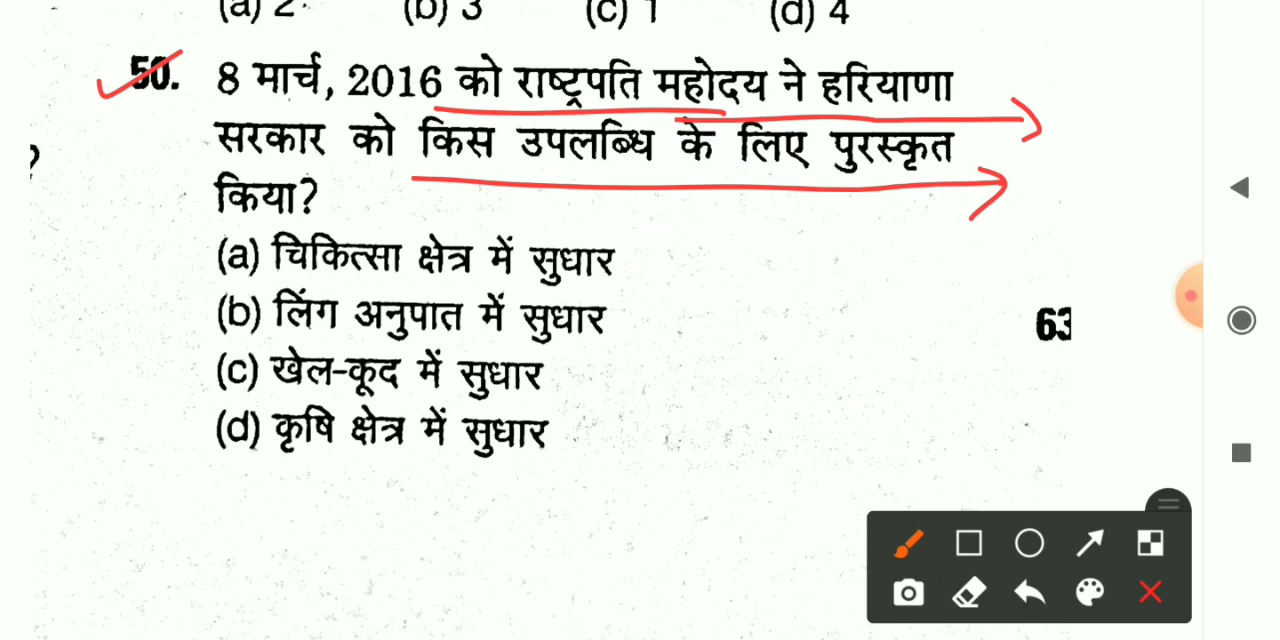 (a) 2 (b) 3 (c) 1 (d) 4
50. 8 मार्च, 2016 को राष्ट्रपति महोदय ने हरियाणा
सरकार को किस उपलब्धि के लिए पुरस्कृत
?
किया?
(a) चिकित्सा क्षेत्र में सुधार
(b) लिंग अनुपात में सुधार
63
(c) खेल-कूद में सुधार
(d) कृषि क्षेत्र में सुधार